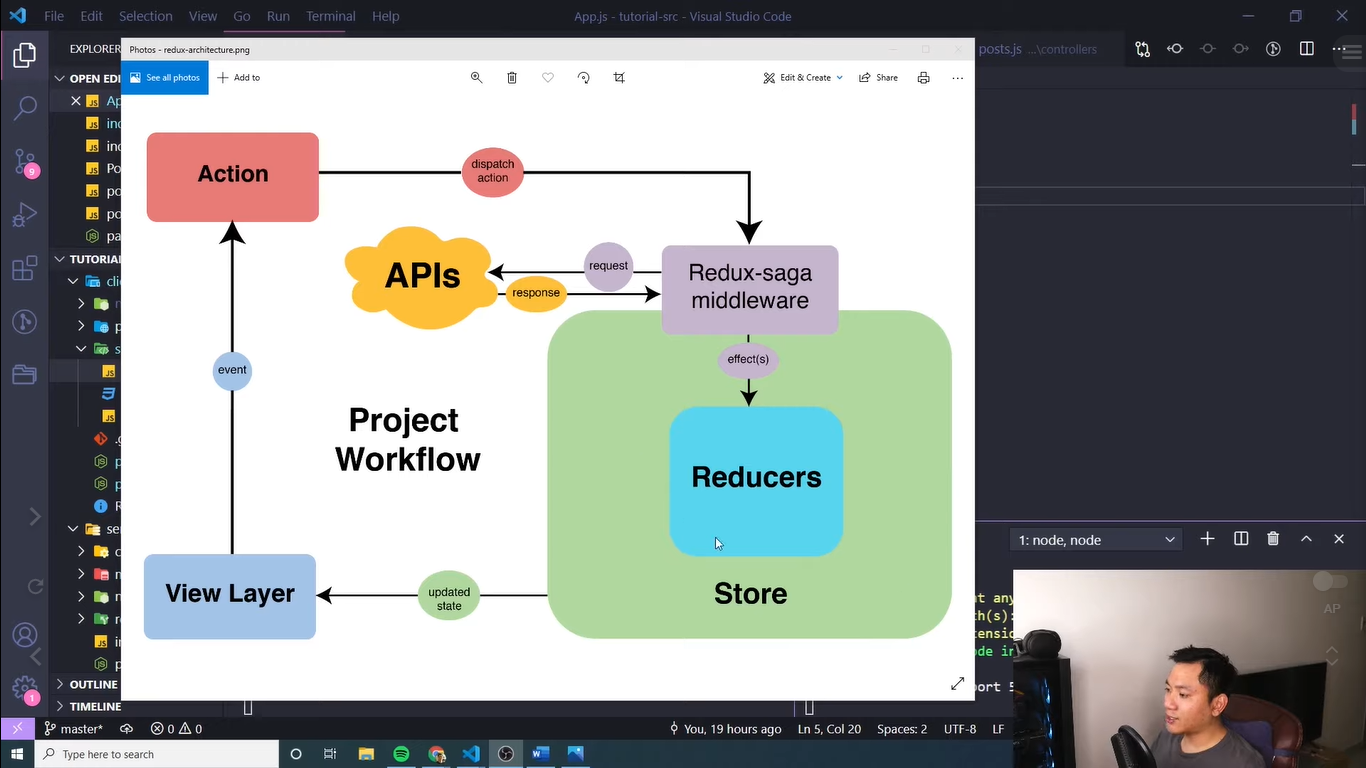 File Edit Selection View Go Run Terminal Help
App.js - tutorial-src - Visual Studio Code
EXPLORER
posts.js ...\controllers
Photos - redux-architecture.png
See all photos
Add to
Edit & Create
Share
OPEN EDI
TUTORIAL
Action
dispatch
action
APIs
request
response
Redux-saga
middleware
effect(s)
event
Project
Workflow
Reducers
View Layer
updated
state
Store
9
1
OUTLINE
TIMELINE
1: node, node
AP
master*
0 0
You, 19 hours ago
Ln 5, Col 20
Spaces: 2
UTF-8
LF
Type here to search